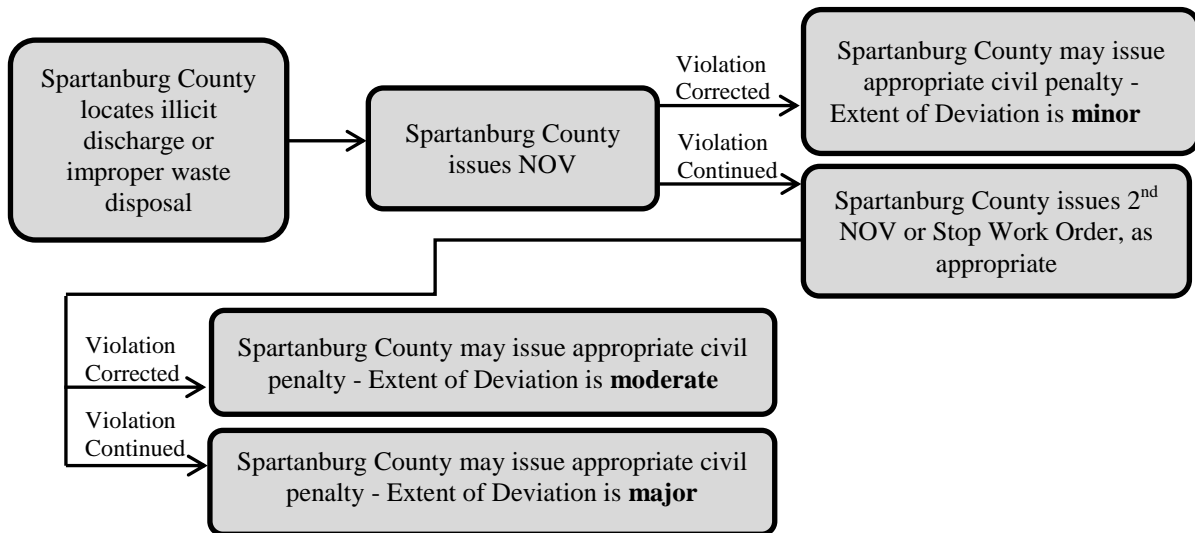 Spartanburg County
locates illicit
discharge or
improper waste
disposal
Spartanburg County
issues NOV
Violation
Corrected
Spartanburg County may issue
appropriate civil penalty -
Extent of Deviation is minor
Violation
Continued
Spartanburg County issues 2nd
NOV or Stop Work Order, as
appropriate
Violation
Corrected
Spartanburg County may issue appropriate civil
penalty - Extent of Deviation is moderate
Violation
Continued
Spartanburg County may issue appropriate civil
penalty - Extent of Deviation is major